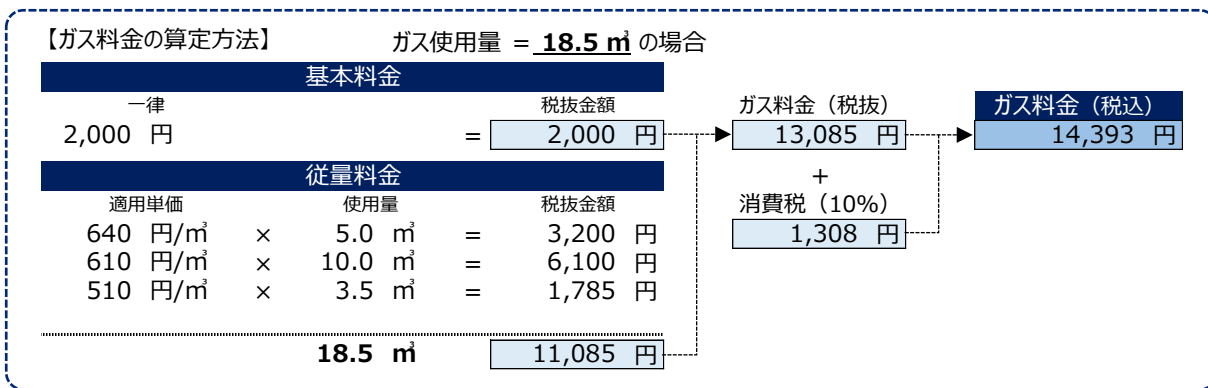 【ガス料金の算定方法】 ガス使用量 = 18.5 ㎥ の場合
基本料金
一律 税抜金額
2,000 円 = 2,000 円
従量料金
適用単価 使用量 税抜金額
640 円/㎥ × 5.0 ㎥ = 3,200 円
610 円/㎥ × 10.0 ㎥ = 6,100 円
510 円/㎥ × 3.5 ㎥ = 1,785 円
18.5 ㎥ 11,085 円
ガス料金（税抜）
13,085 円
+
消費税（10%）
1,308 円
ガス料金（税込）
14,393 円